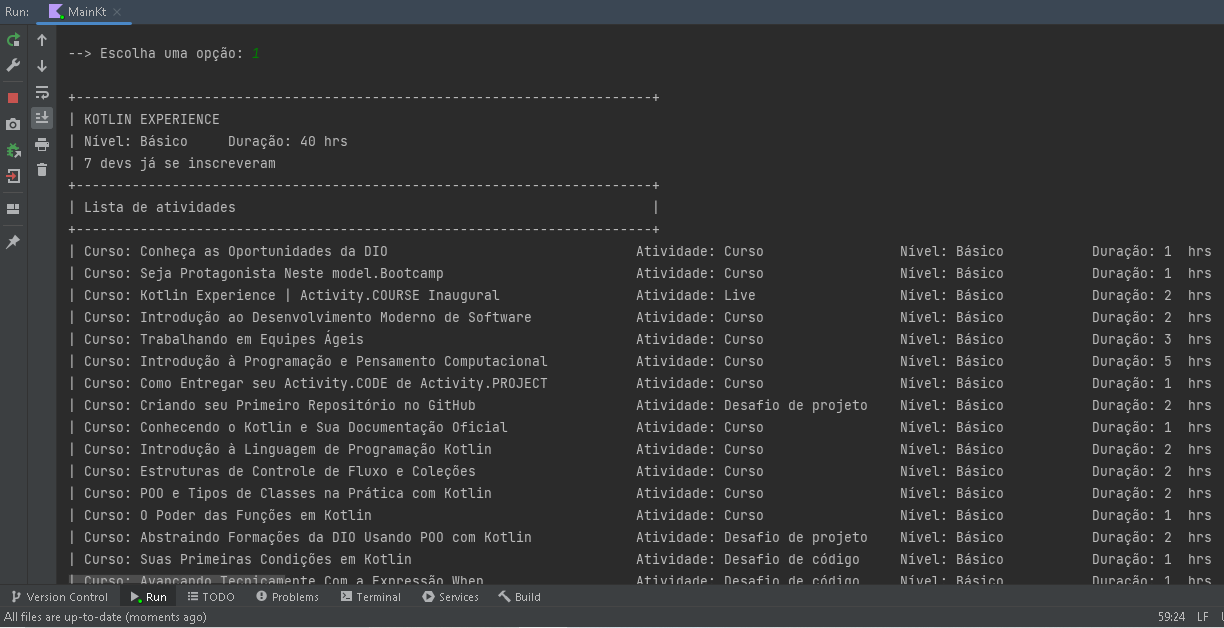 Run: MainKt
--> Escolha uma opção: 1
+------------------------------------------------------------------------+
| KOTLIN EXPERIENCE
| Nível: Básico     Duração: 40 hrs
| 7 devs já se inscreveram
+------------------------------------------------------------------------+
| Lista de atividades                                                    |
+------------------------------------------------------------------------+
| Curso: Conheça as Oportunidades da DIO Atividade: Curso Nível: Básico Duração: 1 hrs
| Curso: Seja Protagonista Neste model.Bootcamp Atividade: Curso Nível: Básico Duração: 1 hrs
| Curso: Kotlin Experience | Activity.COURSE Inaugural Atividade: Live Nível: Básico Duração: 2 hrs
| Curso: Introdução ao Desenvolvimento Moderno de Software Atividade: Curso Nível: Básico Duração: 2 hrs
| Curso: Trabalhando em Equipes Ágeis Atividade: Curso Nível: Básico Duração: 3 hrs
| Curso: Introdução à Programação e Pensamento Computacional Atividade: Curso Nível: Básico Duração: 5 hrs
| Curso: Como Entregar seu Activity.CODE de Activity.PROJECT Atividade: Curso Nível: Básico Duração: 1 hrs
| Curso: Criando seu Primeiro Repositório no GitHub Atividade: Desafio de projeto Nível: Básico Duração: 2 hrs
| Curso: Conhecendo o Kotlin e Sua Documentação Oficial Atividade: Curso Nível: Básico Duração: 1 hrs
| Curso: Introdução à Linguagem de Programação Kotlin Atividade: Curso Nível: Básico Duração: 2 hrs
| Curso: Estruturas de Controle de Fluxo e Coleções Atividade: Curso Nível: Básico Duração: 2 hrs
| Curso: POO e Tipos de Classes na Prática com Kotlin Atividade: Curso Nível: Básico Duração: 2 hrs
| Curso: O Poder das Funções em Kotlin Atividade: Curso Nível: Básico Duração: 1 hrs
| Curso: Abstraindo Formações da DIO Usando POO com Kotlin Atividade: Desafio de projeto Nível: Básico Duração: 2 hrs
| Curso: Suas Primeiras Condições em Kotlin Atividade: Desafio de código Nível: Básico Duração: 1 hrs
| Curso: Avançando Tecnicamente Com a Expressão When Atividade: Desafio de código Nível: Básico Duração: 1 hrs
Version Control Run TODO Problems Terminal Services Build
All files are up-to-date (moments ago) 59:24 LF